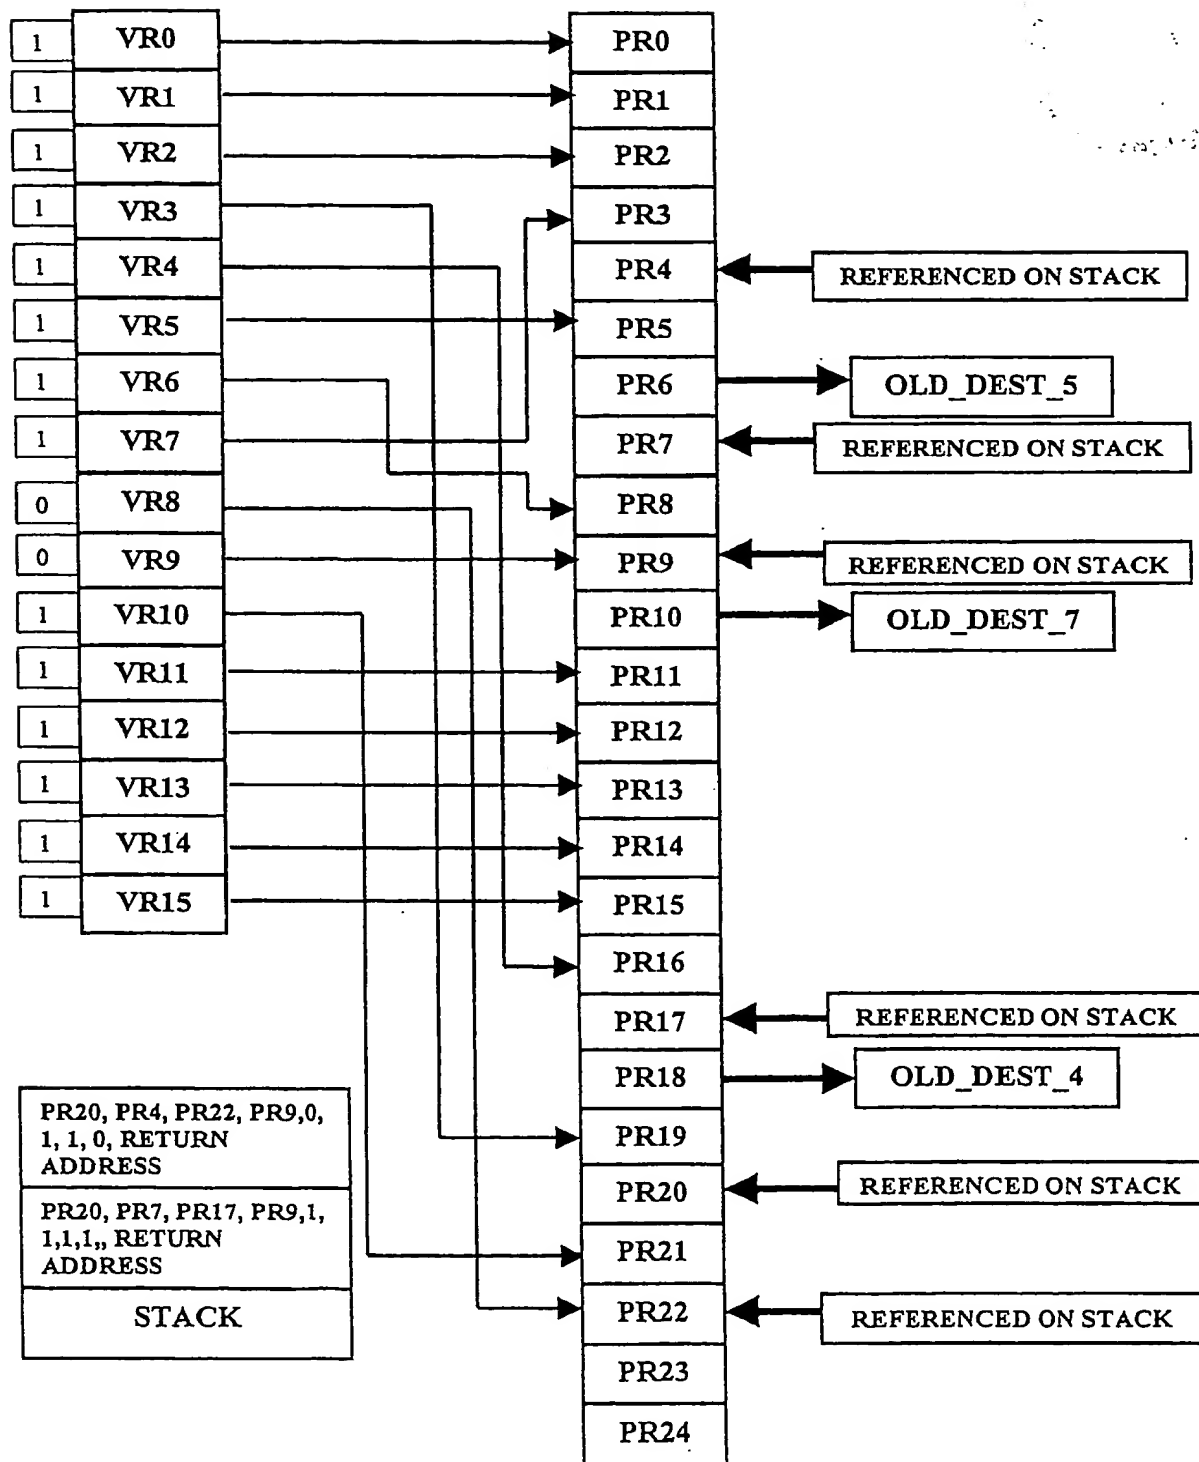 1 VR0 PR0
1 VR1 PR1
1 VR2 PR2
1 VR3 PR3
1 VR4 PR4 REFERENCED ON STACK
1 VR5 PR5
1 VR6 PR6 OLD_DEST_5
1 VR7 PR7 REFERENCED ON STACK
0 VR8 PR8
0 VR9 PR9 REFERENCED ON STACK
1 VR10 PR10 OLD_DEST_7
1 VR11 PR11
1 VR12 PR12
1 VR13 PR13
1 VR14 PR14
1 VR15 PR15
PR16
PR17 REFERENCED ON STACK
PR18 OLD_DEST_4
PR19
PR20 REFERENCED ON STACK
PR21
PR22 REFERENCED ON STACK
PR23
PR24
PR20, PR4, PR22, PR9,0,
1, 1, 0, RETURN
ADDRESS
PR20, PR7, PR17, PR9,1,
1,1,1,, RETURN
ADDRESS
STACK